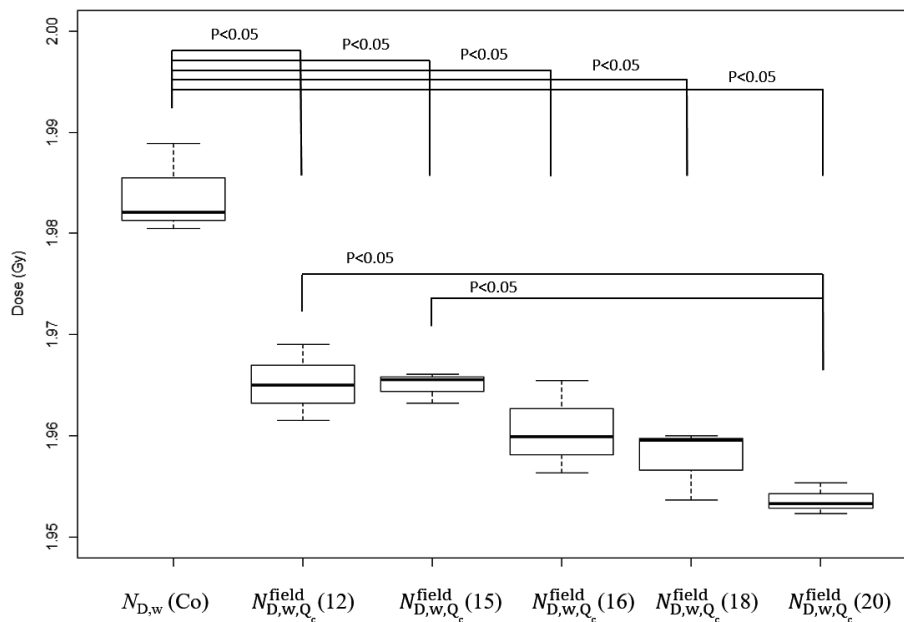 2.00
P<0.05
P<0.05
P<0.05
P<0.05
P<0.05
1.99
1.98
Dose (Gy)
P<0.05
P<0.05
1.97
1.96
1.95
N_D,w (Co)
N^field_D,w,Q_c (12)
N^field_D,w,Q_c (15)
N^field_D,w,Q_c (16)
N^field_D,w,Q_c (18)
N^field_D,w,Q_c (20)